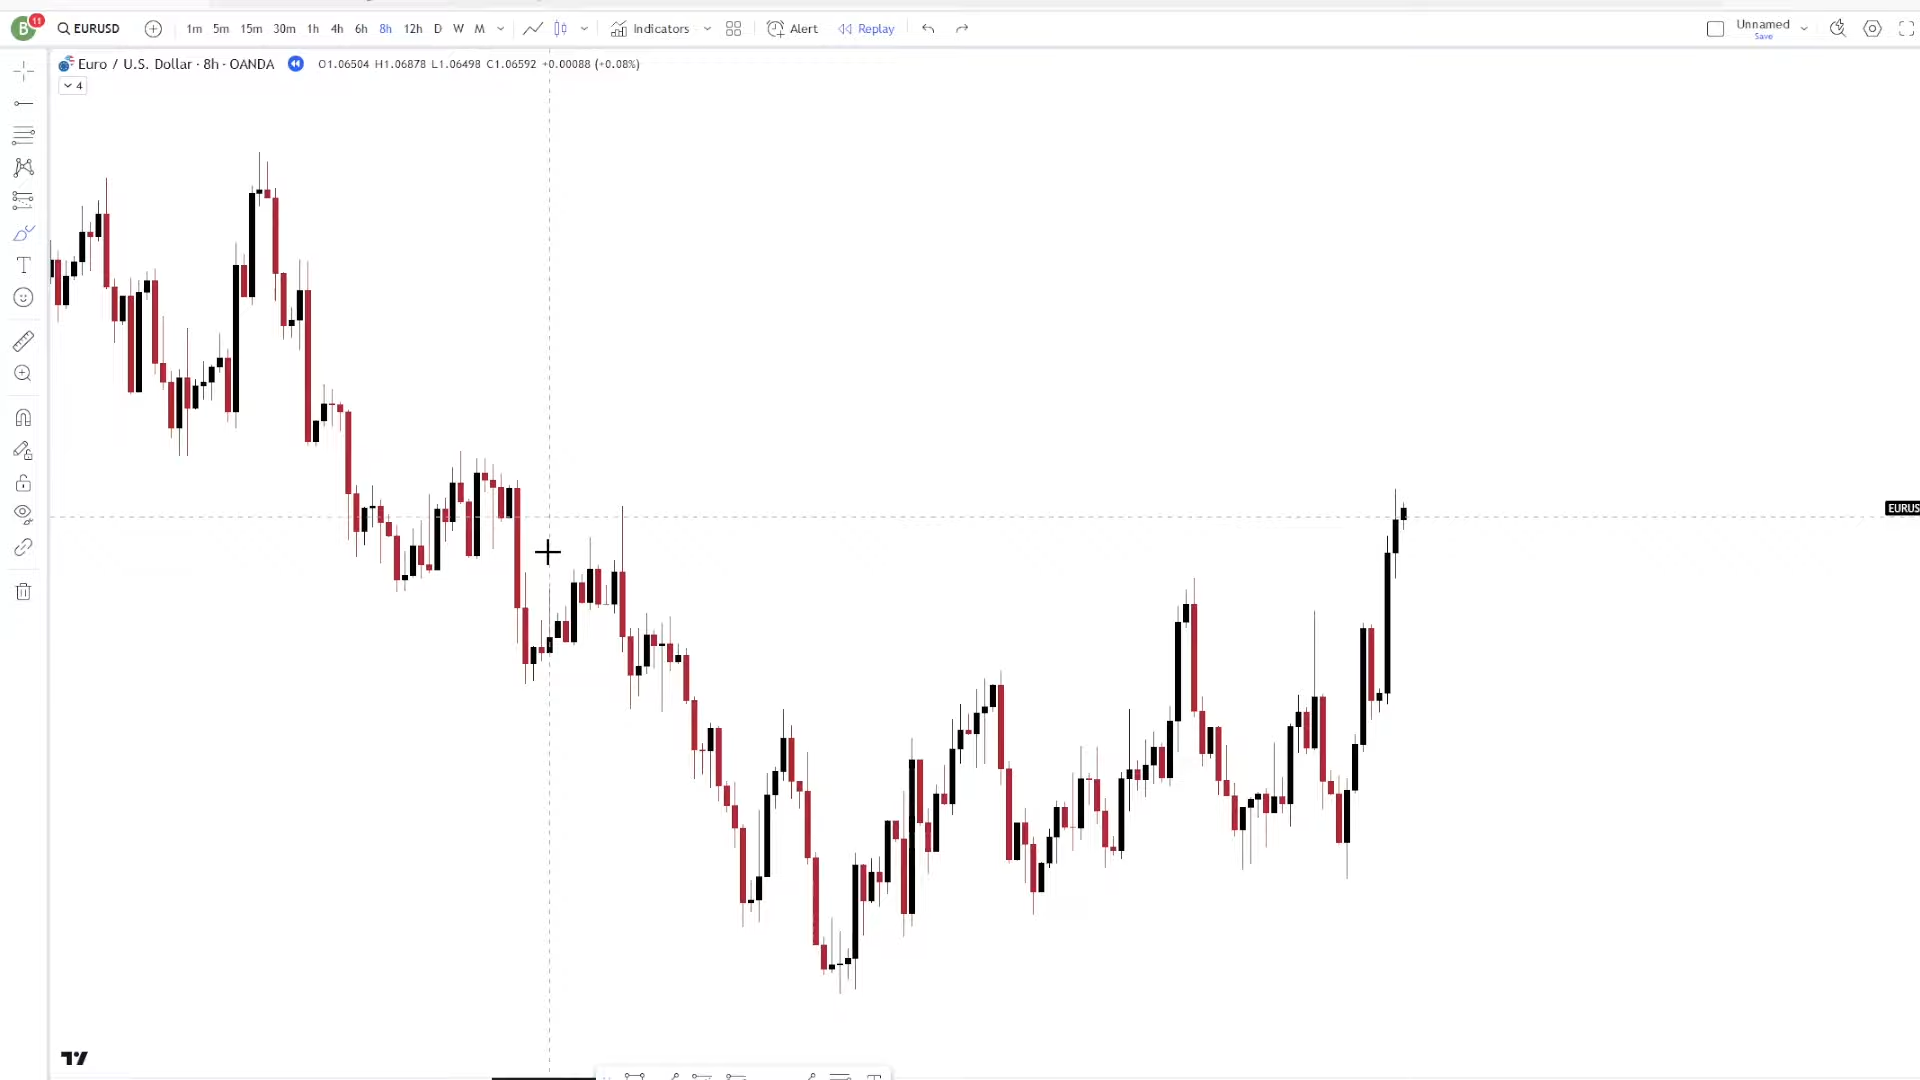 B 11 EURUSD 1m 5m 15m 30m 1h 4h 6h 8h 12h D W M Indicators Alert Replay Unnamed
Save
Euro / U.S. Dollar · 8h · OANDA O1.06504 H1.06878 L1.06498 C1.06592 +0.00088 (+0.08%)
4
EURUS